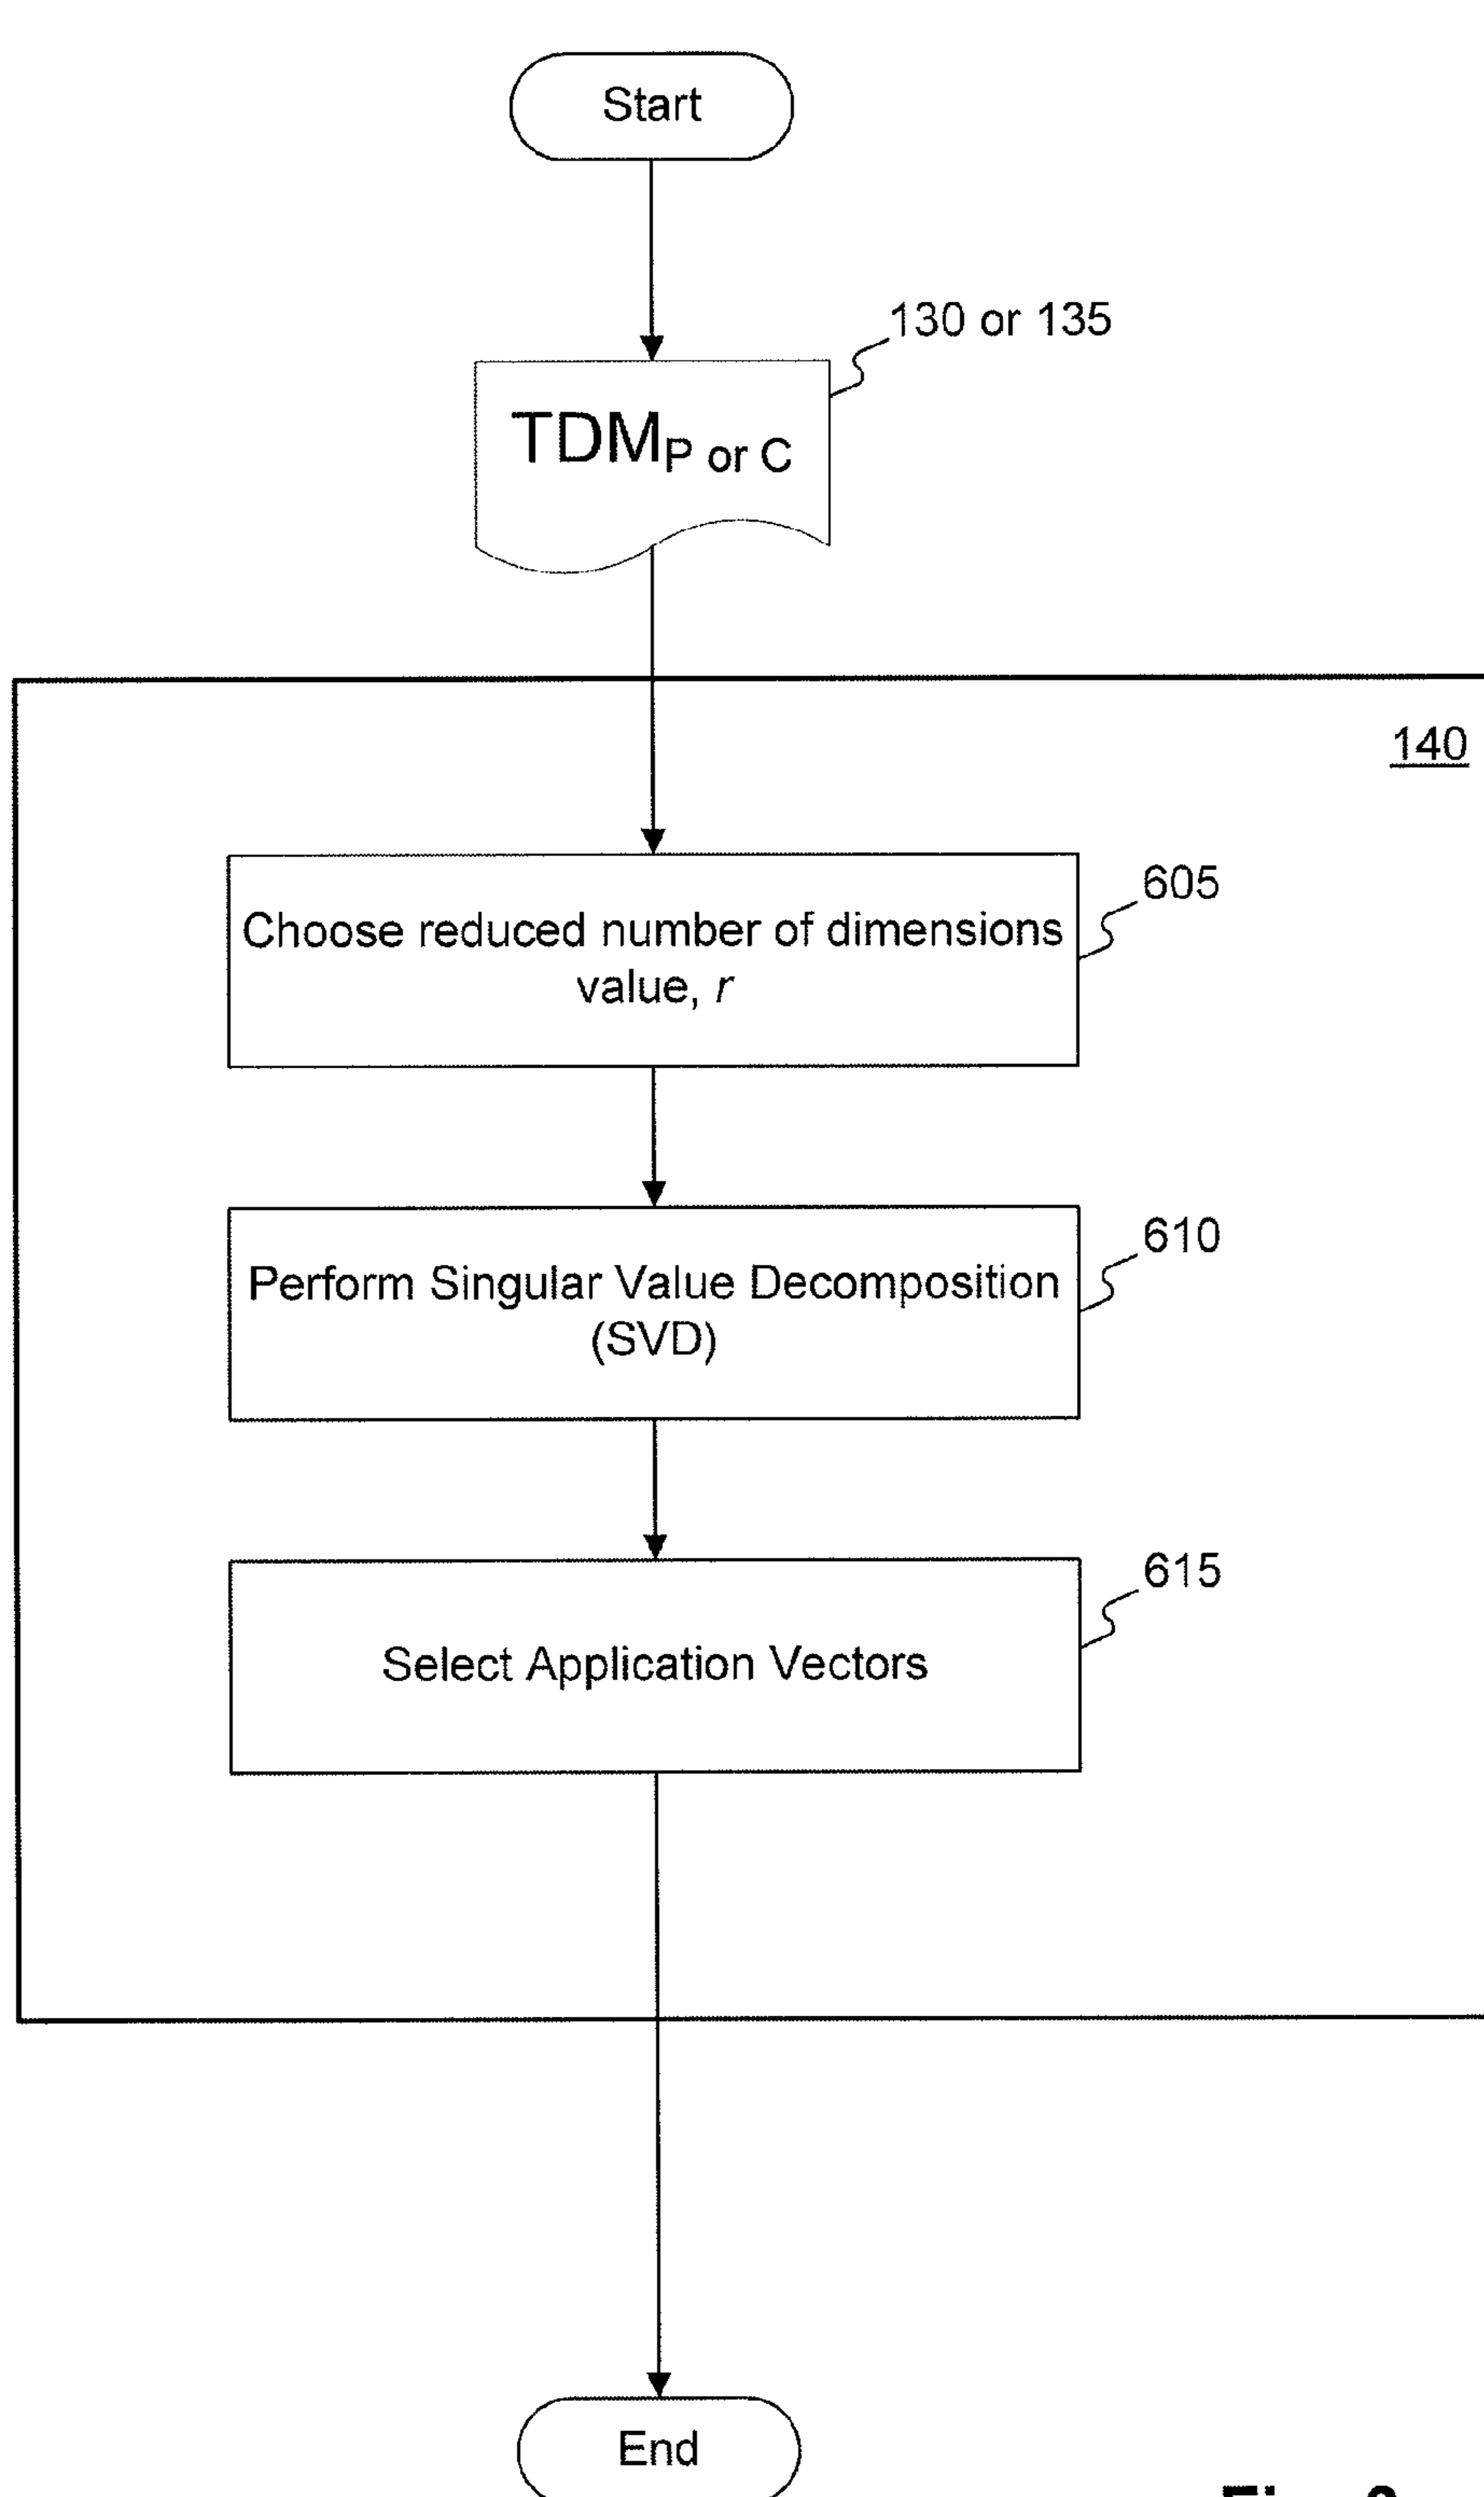 Start
130 or 135
TDMP or C
140
605
Choose reduced number of dimensions
value, r
610
Perform Singular Value Decomposition
(SVD)
615
Select Application Vectors
End